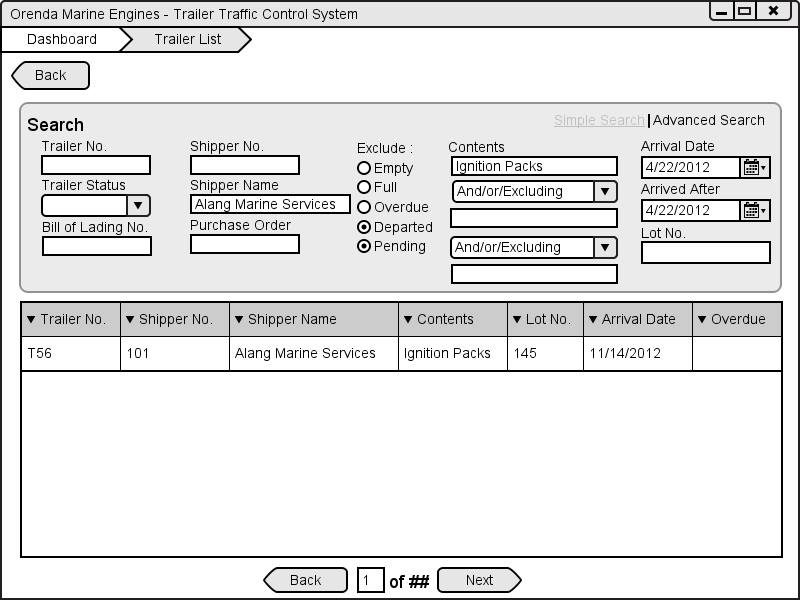 Orenda Marine Engines - Trailer Traffic Control System
Dashboard Trailer List
Back
Search
Simple Search Advanced Search
Trailer No. Shipper No. Exclude : Contents Arrival Date
Empty Ignition Packs 4/22/2012
Trailer Status Shipper Name Full And/or/Excluding Arrived After
Alang Marine Services Overdue 4/22/2012
Bill of Lading No. Purchase Order Departed Lot No.
Pending And/or/Excluding
Trailer No. Shipper No. Shipper Name Contents Lot No. Arrival Date Overdue
T56 101 Alang Marine Services Ignition Packs 145 11/14/2012
Back 1 of ## Next